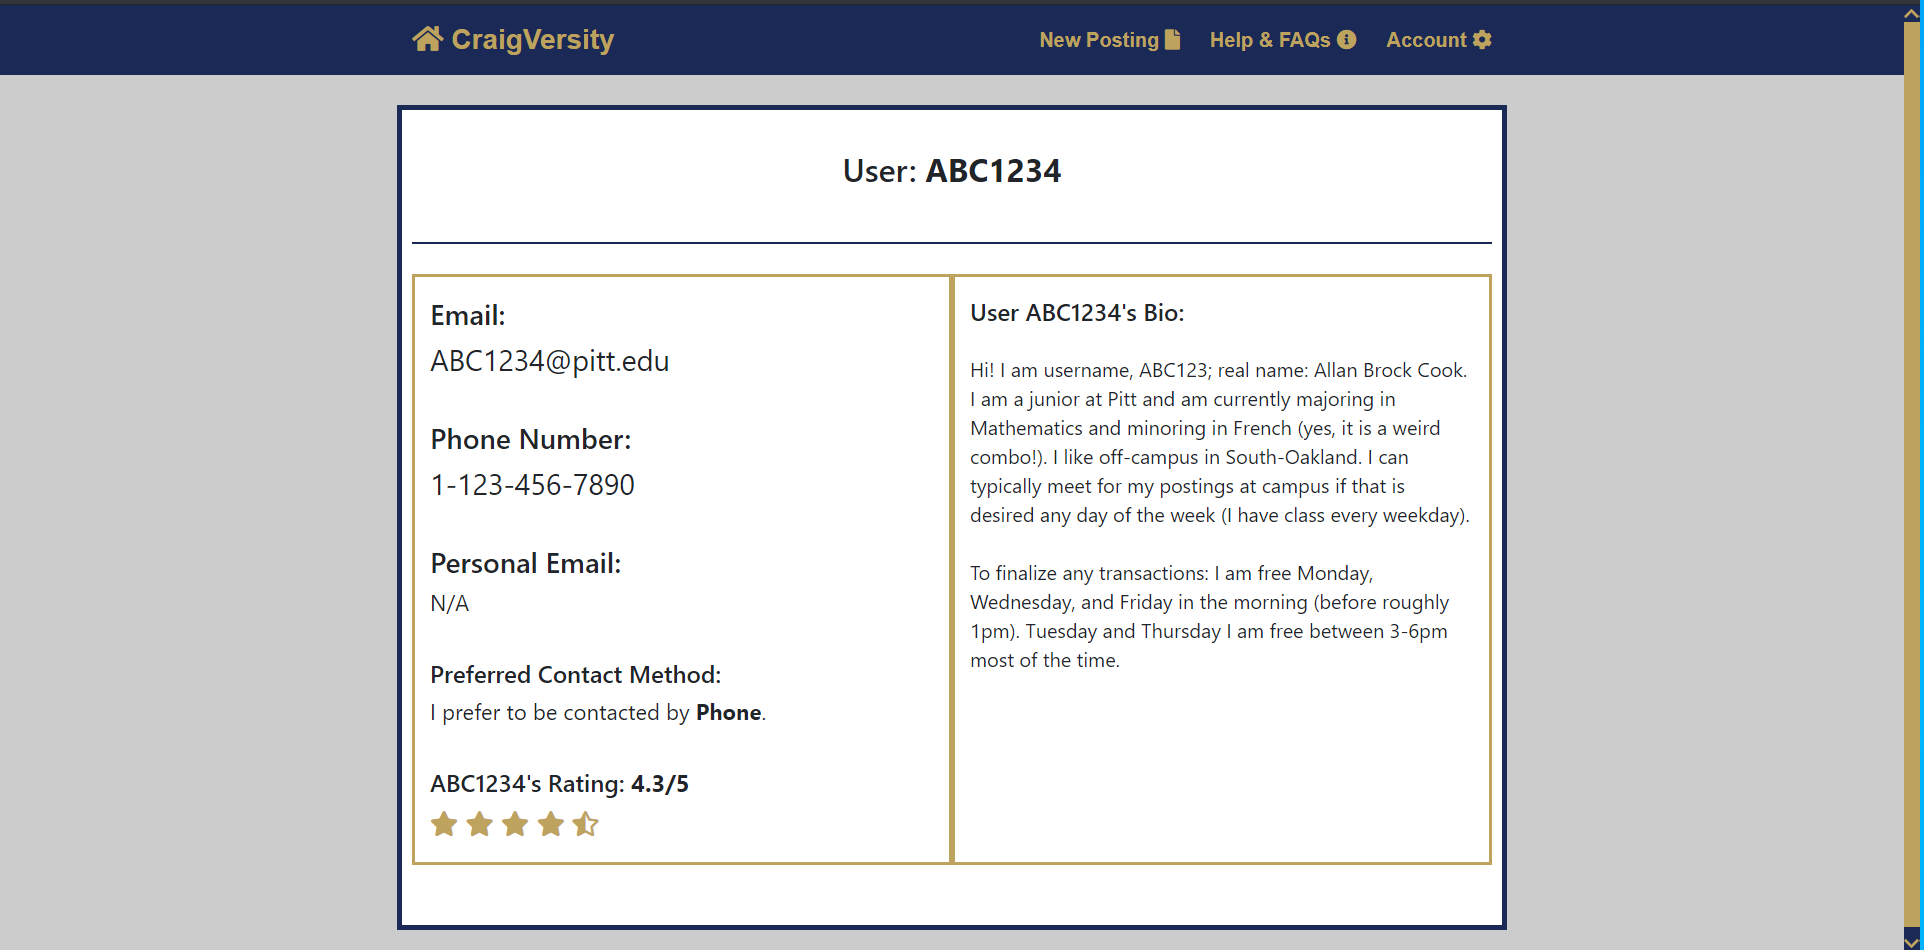 CraigVersity
New Posting
Help & FAQs
Account
User: ABC1234
Email:
ABC1234@pitt.edu
Phone Number:
1-123-456-7890
Personal Email:
N/A
Preferred Contact Method:
I prefer to be contacted by Phone.
ABC1234's Rating: 4.3/5
User ABC1234's Bio:
Hi! I am username, ABC123; real name: Allan Brock Cook.
I am a junior at Pitt and am currently majoring in
Mathematics and minoring in French (yes, it is a weird
combo!). I like off-campus in South-Oakland. I can
typically meet for my postings at campus if that is
desired any day of the week (I have class every weekday).
To finalize any transactions: I am free Monday,
Wednesday, and Friday in the morning (before roughly
1pm). Tuesday and Thursday I am free between 3-6pm
most of the time.